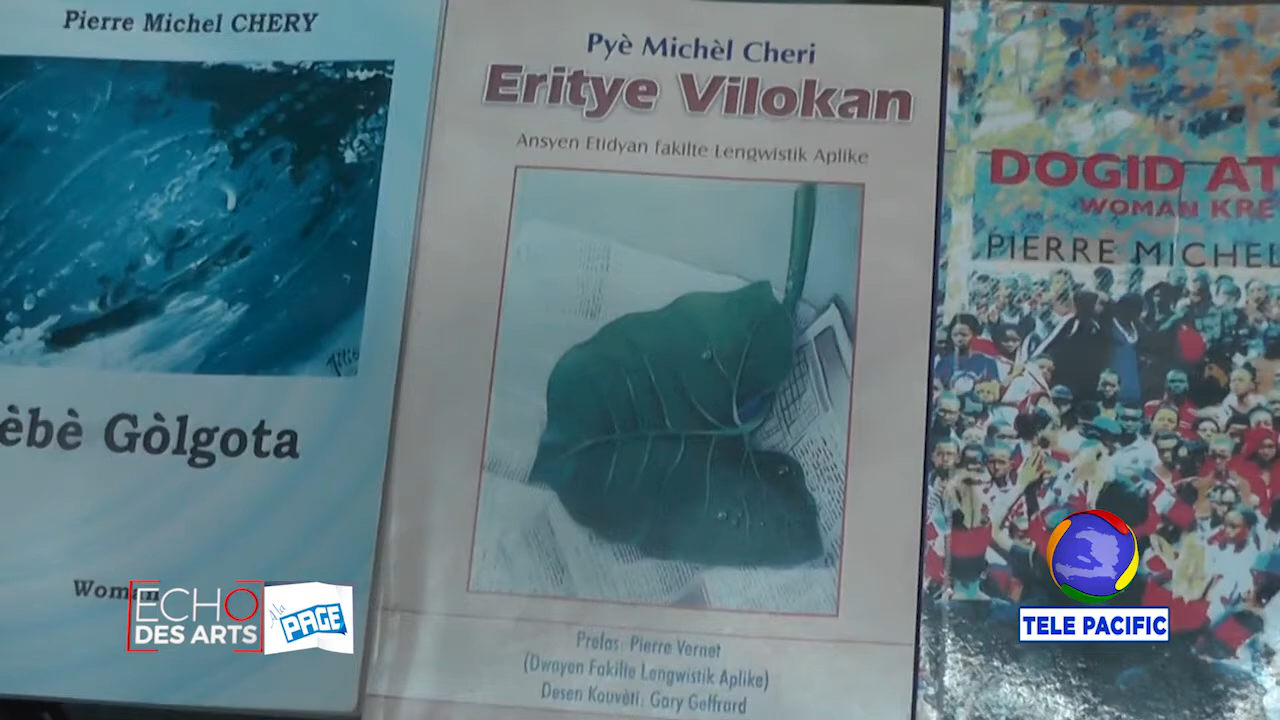 Pierre Michel CHERY
èbè Gòlgota
Woman
Pyè Michèl Cheri
Eritye Vilokan
Ansyen Etidyan fakilte Lengwistik Aplike
Prefas: Pierre Vernet
(Dwayen Fakilte Lengwistik Aplike)
Desen Kouvèti: Gary Geffrard
DOGID AT
WOMAN KRE
PIERRE MICHEL
ECHO
DES ARTS
A la
PAGE
TELE PACIFIC